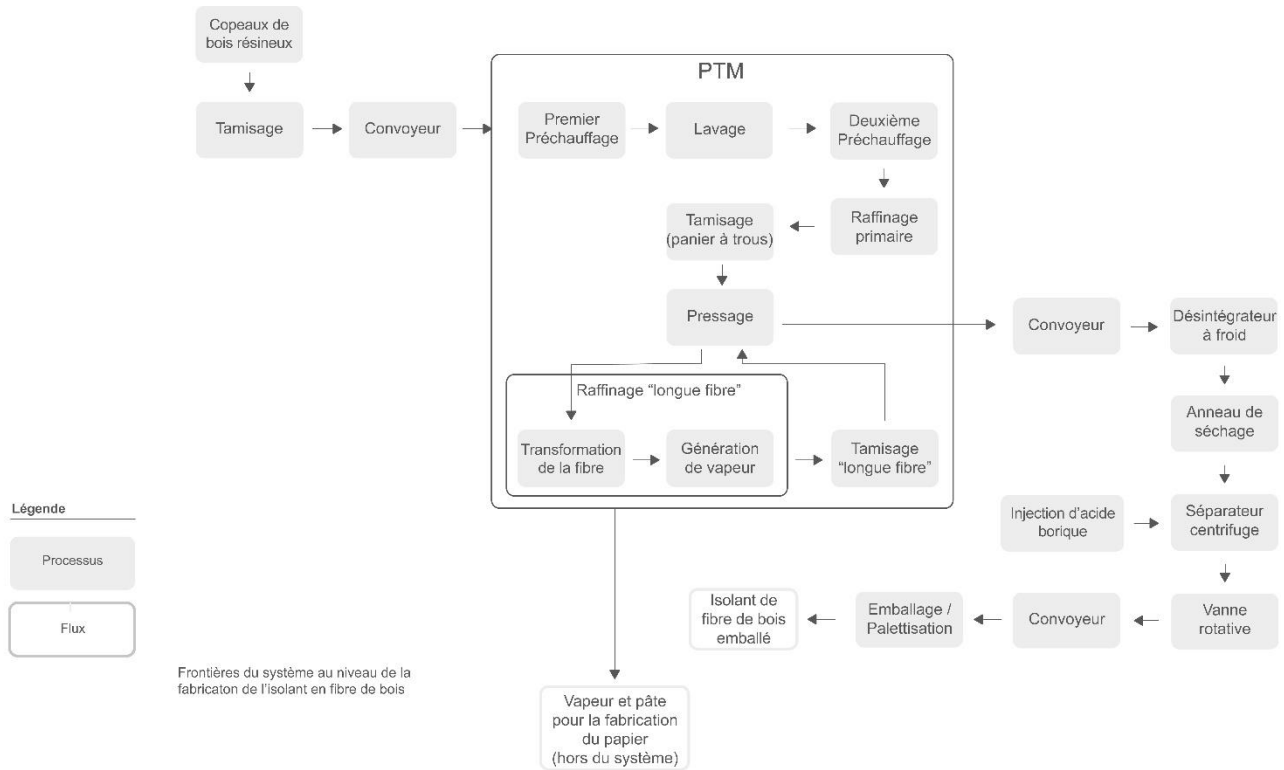 Copeaux de
bois résineux
Tamisage
Convoyeur
PTM
Premier
Préchauffage
Lavage
Deuxième
Préchauffage
Tamisage
(panier à trous)
Raffinage
primaire
Pressage
Convoyeur
Désintégrateur
à froid
Raffinage “longue fibre”
Transformation
de la fibre
Génération
de vapeur
Tamisage
“longue fibre”
Anneau de
séchage
Injection d’acide
borique
Séparateur
centrifuge
Isolant de
fibre de bois
emballé
Emballage /
Palettisation
Convoyeur
Vanne
rotative
Légende
Processus
Flux
Frontières du système au niveau de la
fabricaton de l’isolant en fibre de bois
Vapeur et pâte
pour la fabrication
du papier
(hors du système)